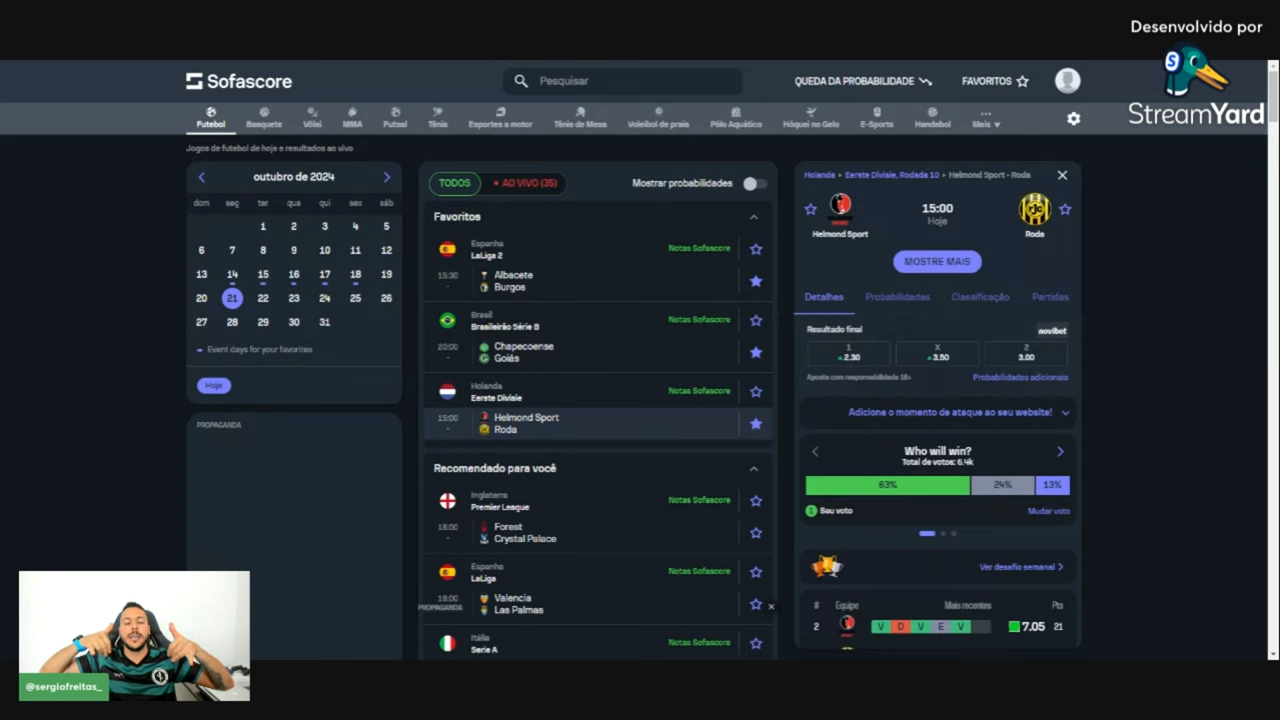 Desenvolvido por
StreamYard
Sofascore
Pesquisar
QUEDA DA PROBABILIDADE
FAVORITOS
Futebol
Basquete
Vôlei
MMA
Futsal
Tênis
Esportes a motor
Tênis de Mesa
Voleibol de praia
Pólo Aquático
Hóquei no Gelo
E-Sports
Handebol
Mais
Jogos de futebol de hoje e resultados ao vivo
outubro de 2024
dom seg ter qua qui sex sáb
1 2 3 4 5
6 7 8 9 10 11 12
13 14 15 16 17 18 19
20 21 22 23 24 25 26
27 28 29 30 31
Event days for your favorites
Hoje
PROPAGANDA
@sergiofreitas_
TODOS
AO VIVO (35)
Mostrar probabilidades
Favoritos
Espanha
LaLiga 2
Notas Sofascore
15:30
-
Albacete
Burgos
Brasil
Brasileirão Série B
Notas Sofascore
20:00
-
Chapecoense
Goiás
Holanda
Eerste Divisie
Notas Sofascore
15:00
-
Helmond Sport
Roda
Recomendado para você
Inglaterra
Premier League
Notas Sofascore
16:00
-
Forest
Crystal Palace
Espanha
LaLiga
Notas Sofascore
16:00
Valencia
Las Palmas
PROPAGANDA
Itália
Serie A
Notas Sofascore
Holanda Eerste Divisie, Rodada 10 Helmond Sport - Roda
15:00
Hoje
Helmond Sport
Roda
MOSTRE MAIS
Detalhes
Probabilidades
Classificação
Partidas
Resultado final
novibet
1 X 2
2.30 3.50 3.00
Aposte com responsabilidade 18+
Probabilidades adicionais
Adicione o momento de ataque ao seu website!
Who will win?
Total de votos: 6.4k
63% 24% 13%
1 Seu voto
Mudar voto
Ver desafio semanal
# Equipe Mais recentes Pts
2 V D V E V 7.05 21